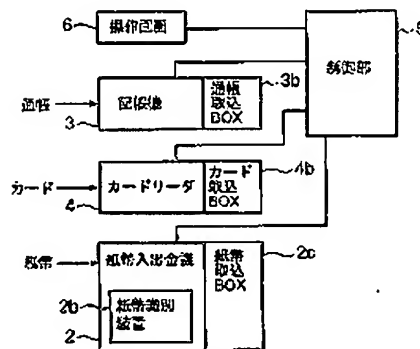 6
操作画面
5
制御部
3b
通帳
記帳機
通帳
取込
BOX
3
4b
カード
カードリーダ
カード
取込
BOX
4
2c
紙幣
紙幣入出金機
紙幣
取込
BOX
2b
紙幣識別
装置
2